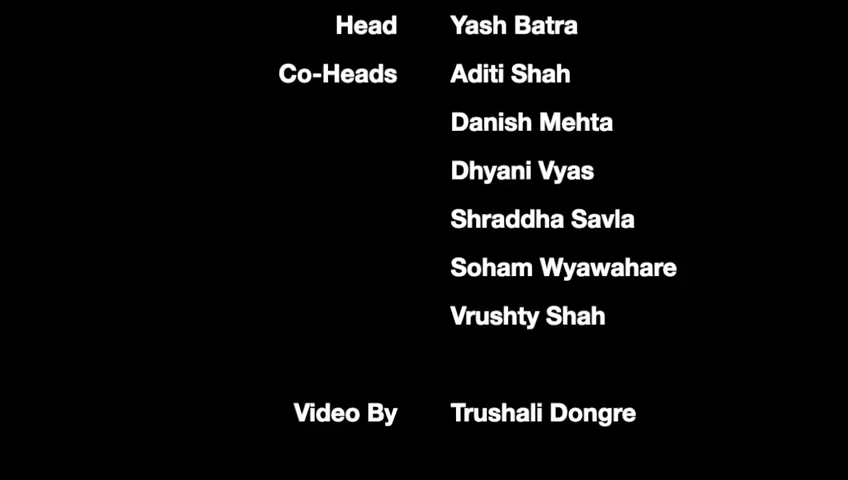 Head Yash Batra
Co-Heads Aditi Shah
Danish Mehta
Dhyani Vyas
Shraddha Savla
Soham Wyawahare
Vrushty Shah
Video By Trushali Dongre